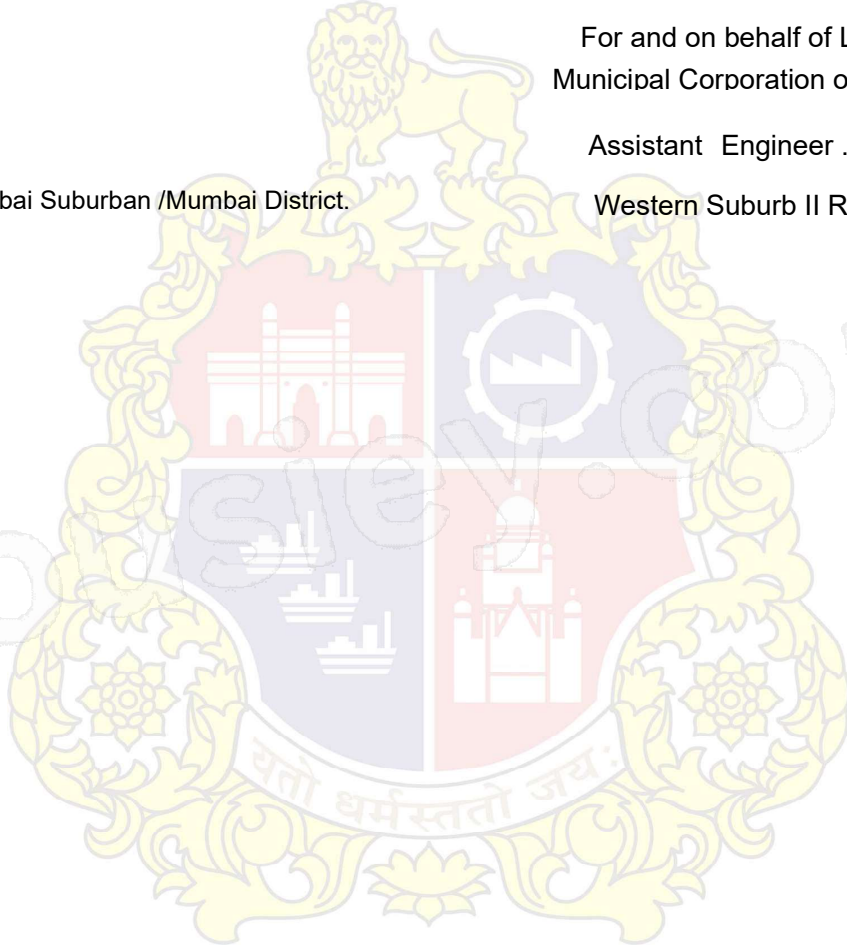 For and on behalf of L
Municipal Corporation o
Assistant Engineer .
bai Suburban /Mumbai District.
Western Suburb II R
यतो धर्मस्ततो जय: